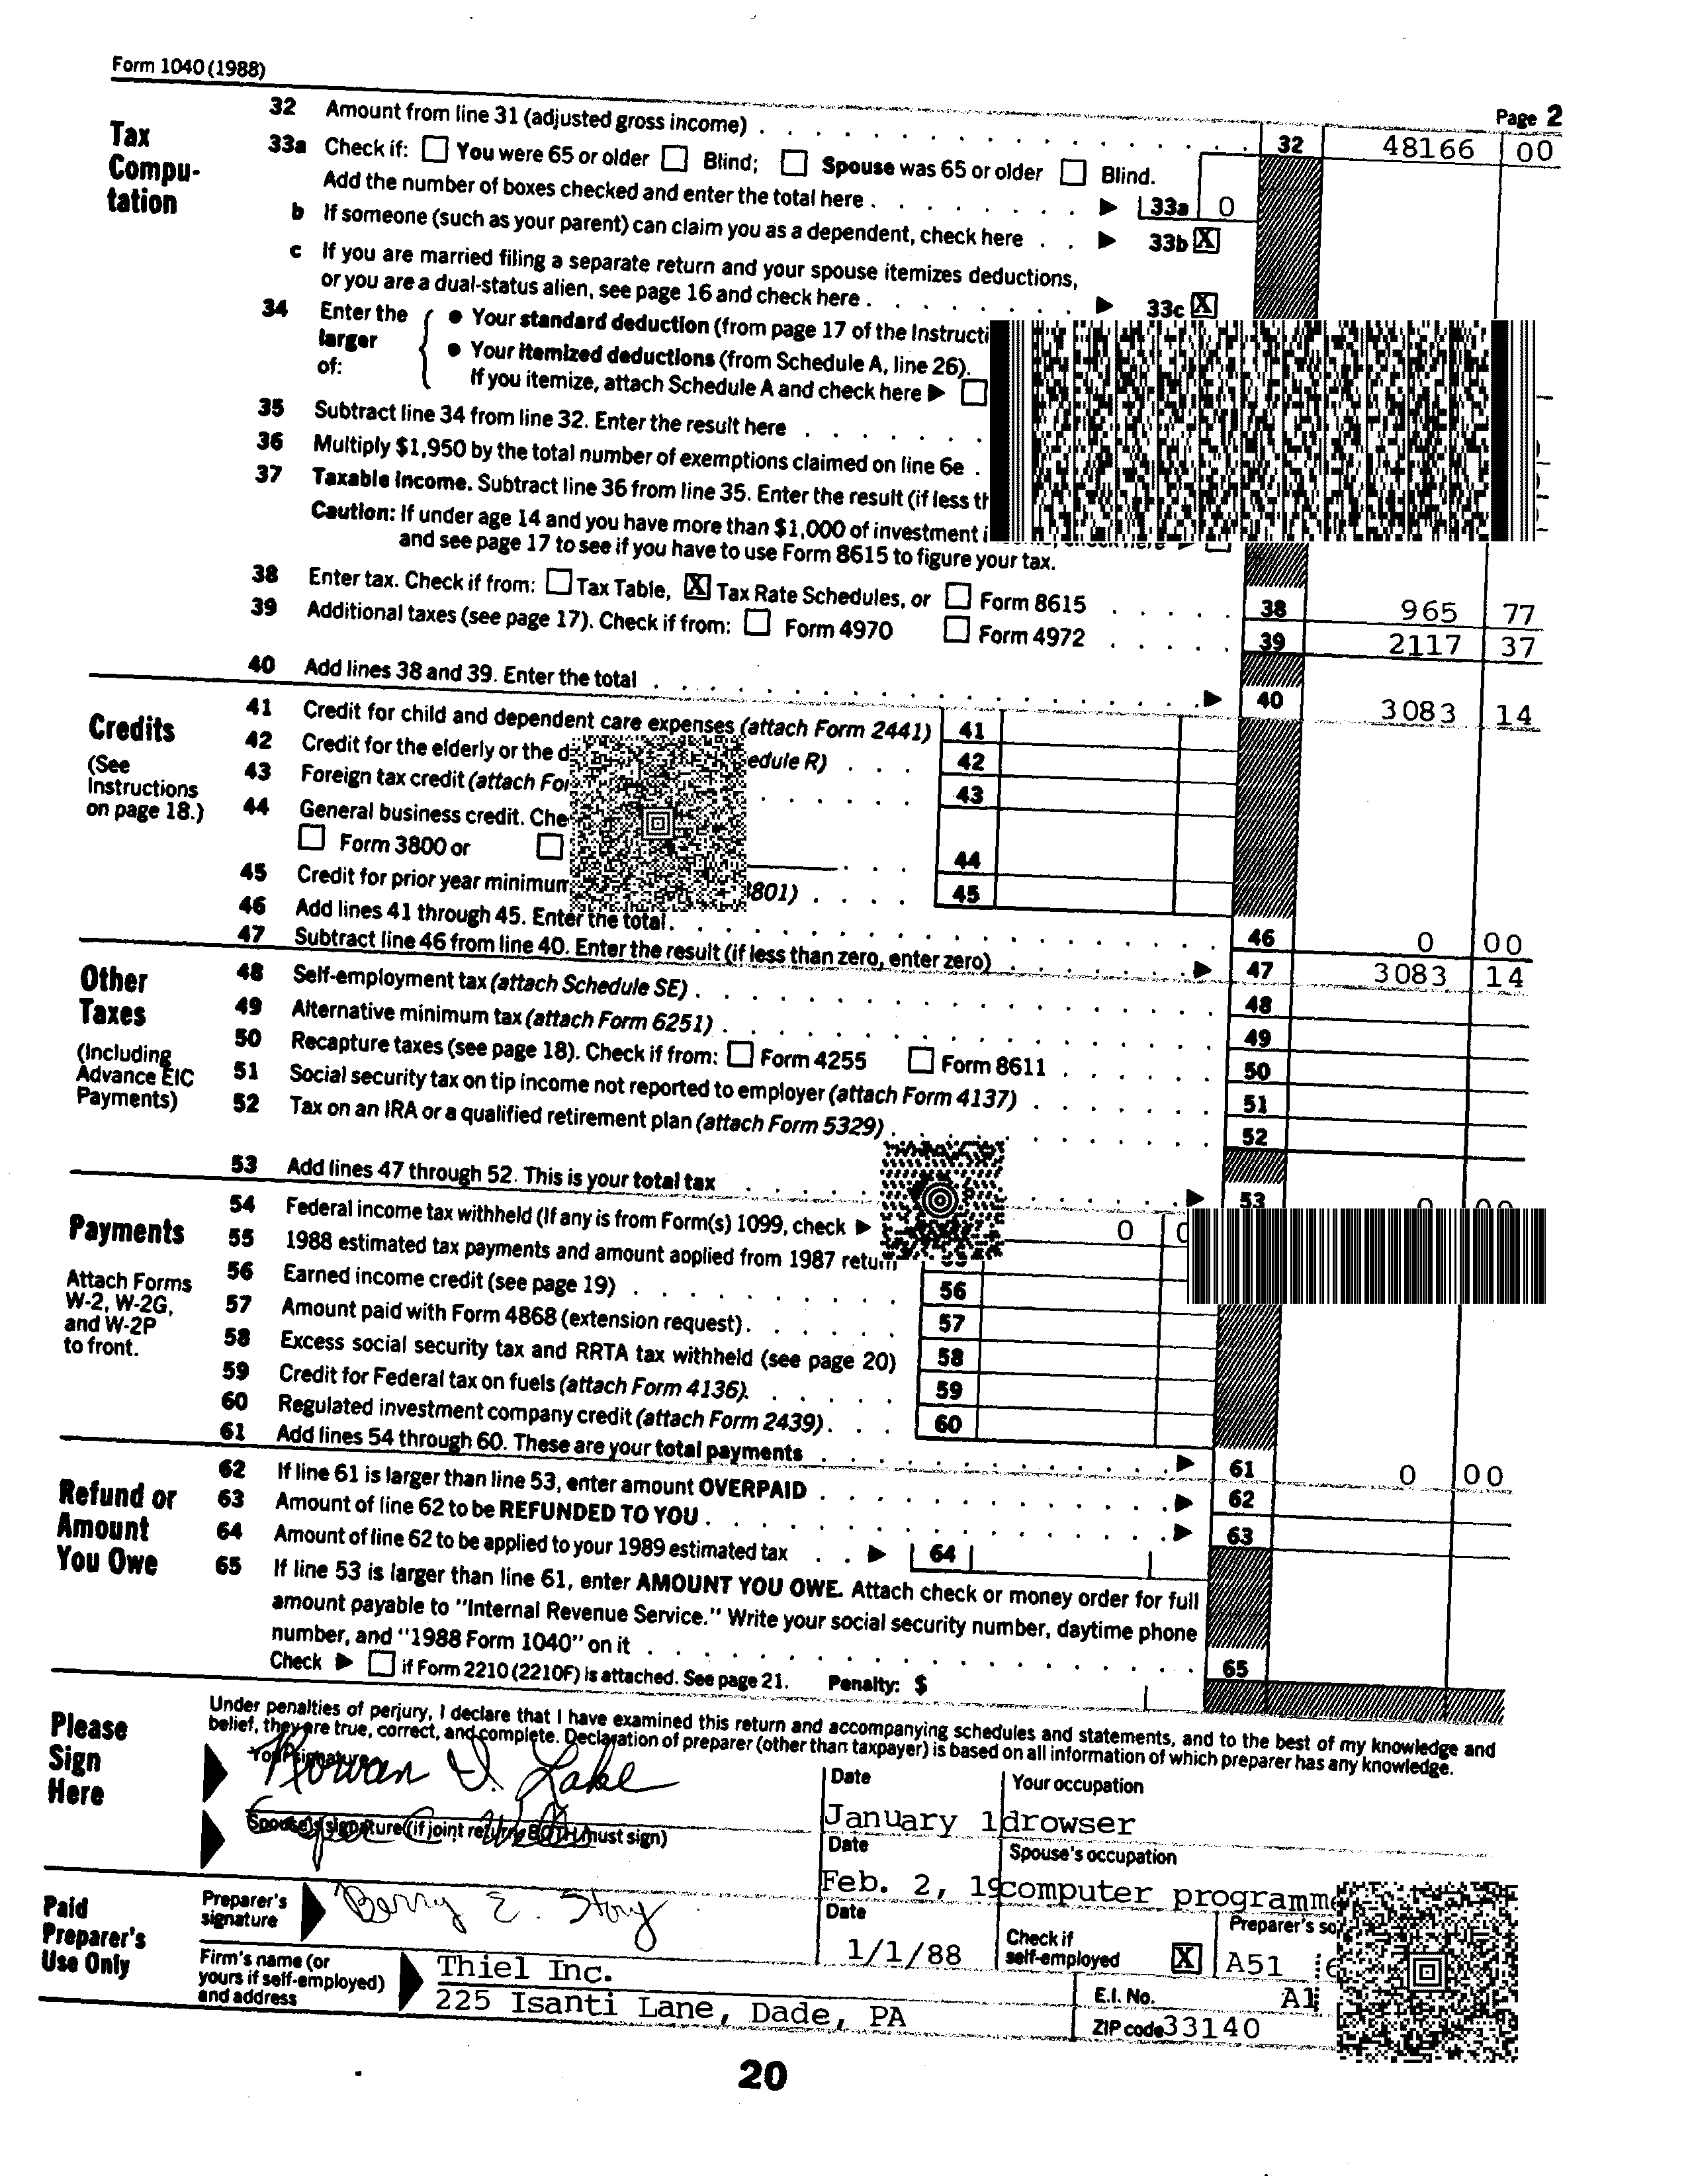 Form 1040 (1988)
Page 2
Tax Compu-tation
32 Amount from line 31 (adjusted gross income) 32 48166 00
33a Check if: You were 65 or older Blind; Spouse was 65 or older Blind.
Add the number of boxes checked and enter the total here 33a 0
b If someone (such as your parent) can claim you as a dependent, check here 33b X
c If you are married filing a separate return and your spouse itemizes deductions,
or you are a dual-status alien, see page 16 and check here 33c X
34 Enter the larger of: • Your standard deduction (from page 17 of the
• Your itemized deductions (from Schedule A, line 26).
If you itemize, attach Schedule A and check here
35 Subtract line 34 from line 32. Enter the result here
36 Multiply $1,950 by the total number of exemptions claimed on line 6e
37 Taxable income. Subtract line 36 from line 35. Enter the result (if less
Caution: If under age 14 and you have more than $1,000 of investment
and see page 17 to see if you have to use Form 8615 to figure your tax.
38 Enter tax. Check if from: Tax Table, X Tax Rate Schedules, or Form 8615 38 965 77
39 Additional taxes (see page 17). Check if from: Form 4970 Form 4972 39 2117 37
40 Add lines 38 and 39. Enter the total 40 3083 14
Credits
(See Instructions on page 18.)
41 Credit for child and dependent care expenses (attach Form 2441) 41
42 Credit for the elderly or the R) 42
43 Foreign tax credit (attach 43
44 General business credit.
Form 3800 or 44
45 Credit for prior year 45
46 Add lines 41 through 45. Enter the total. 46 0 00
47 Subtract line 46 from line 40. Enter the result (if less than zero, enter zero) 47 3083 14
Other Taxes
(Including Advance EIC Payments)
48 Self-employment tax (attach Schedule SE) 48
49 Alternative minimum tax (attach Form 6251) 49
50 Recapture taxes (see page 18). Check if from: Form 4255 Form 8611 50
51 Social security tax on tip income not reported to employer (attach Form 4137) 51
52 Tax on an IRA or a qualified retirement plan (attach Form 5329) 52
53 Add lines 47 through 52. This is your total tax 53 0 00
Payments
Attach Forms W-2, W-2G, and W-2P to front.
54 Federal income tax withheld (If any is from Form(s) 1099, check 0
55 1988 estimated tax payments and amount applied from 1987 return
56 Earned income credit (see page 19) 56
57 Amount paid with Form 4868 (extension request) 57
58 Excess social security tax and RRTA tax withheld (see page 20) 58
59 Credit for Federal tax on fuels (attach Form 4136) 59
60 Regulated investment company credit (attach Form 2439) 60
61 Add lines 54 through 60. These are your total payments 61 0 00
Refund or Amount You Owe
62 If line 61 is larger than line 53, enter amount OVERPAID 62
63 Amount of line 62 to be REFUNDED TO YOU 63
64 Amount of line 62 to be applied to your 1989 estimated tax 64
65 If line 53 is larger than line 61, enter AMOUNT YOU OWE. Attach check or money order for full
amount payable to "Internal Revenue Service." Write your social security number, daytime phone
number, and "1988 Form 1040" on it 65
Check if Form 2210 (2210F) is attached. See page 21. Penalty: $
Please Sign Here
Under penalties of perjury, I declare that I have examined this return and accompanying schedules and statements, and to the best of my knowledge and
belief, they are true, correct, and complete. Declaration of preparer (other than taxpayer) is based on all information of which preparer has any knowledge.
Your signature
Rowan Lake
Date
January 1
Your occupation
drowser
Spouse's signature (if joint return, BOTH must sign)
Date
Feb. 2, 19
Spouse's occupation
computer
Paid Preparer's Use Only
Preparer's signature
Berry E. Story
Date
1/1/88
Check if self-employed X
Preparer's
A51
Firm's name (or yours if self-employed) and address
Thiel Inc.
225 Isanti Lane, Dade, PA
E.I. No.
ZIP code 33140
20